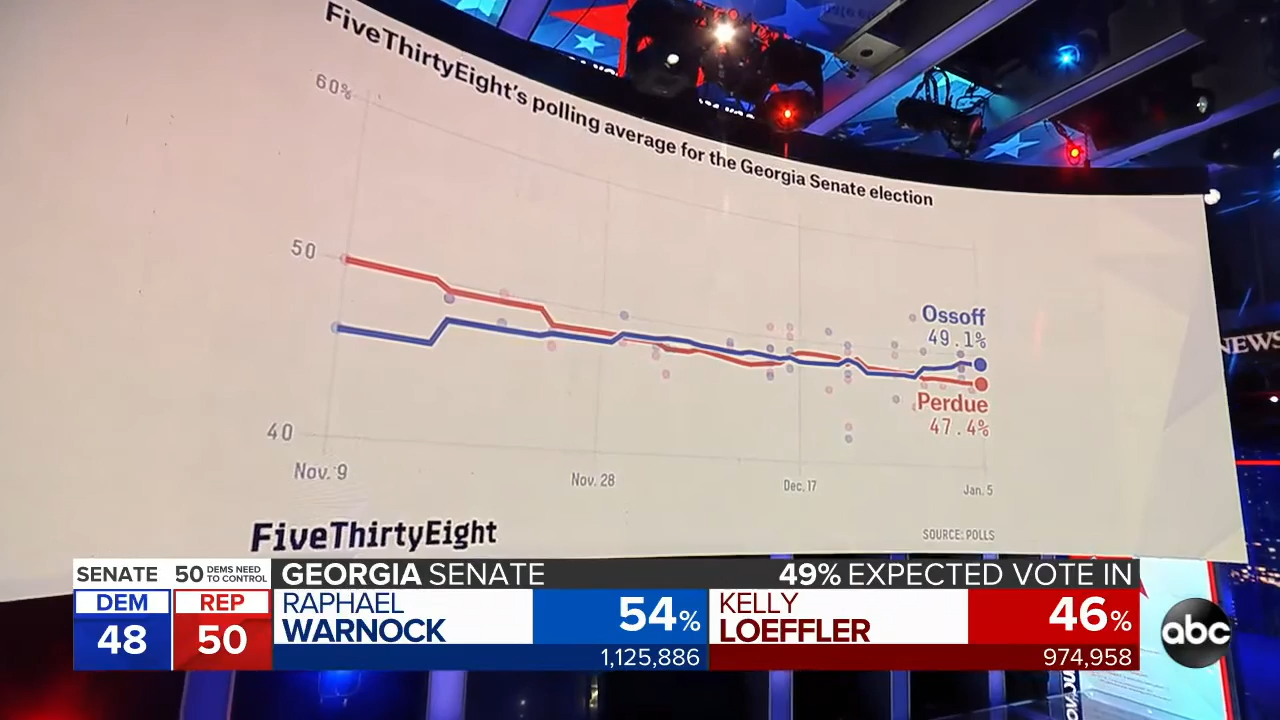 FiveThirtyEight's polling average for the Georgia Senate election
60%
50
40
Ossoff
49.1%
Perdue
47.4%
Nov. 9
Nov. 28
Dec. 17
Jan. 5
FiveThirtyEight
SOURCE: POLLS
NEWS
SENATE 50 DEMS NEED TO CONTROL
DEM 48
REP 50
GEORGIA SENATE
49% EXPECTED VOTE IN
RAPHAEL
WARNOCK
54%
1,125,886
KELLY
LOEFFLER
46%
974,958
abc